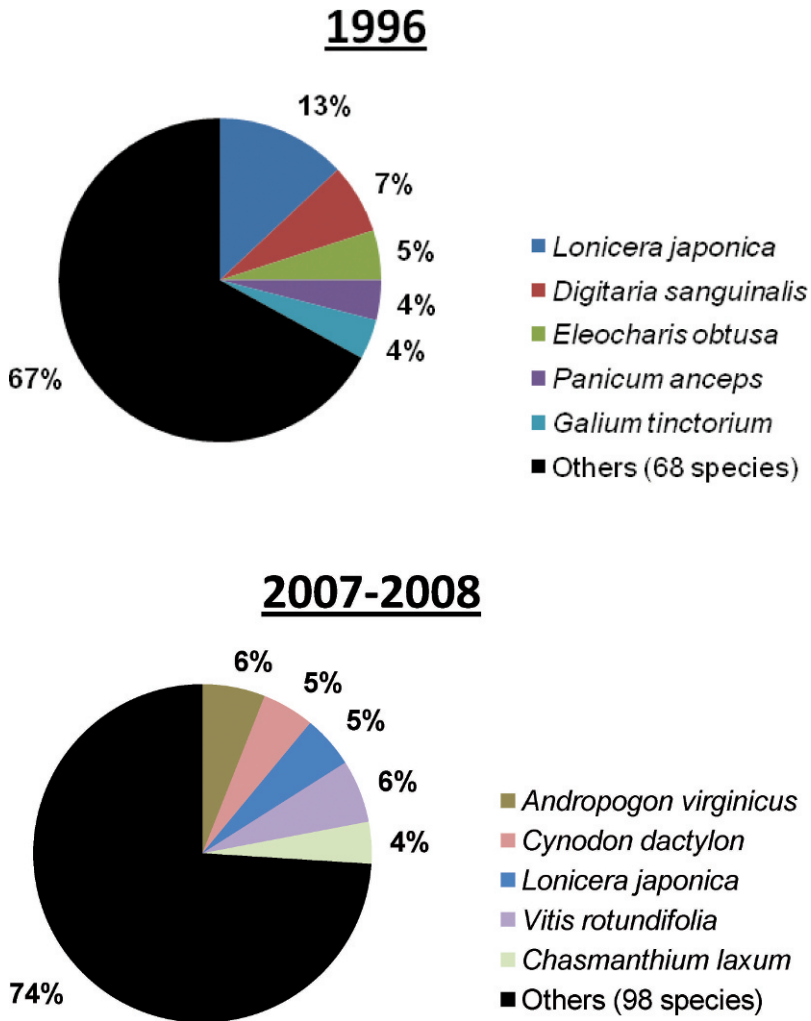 1996
13%
7%
5%
4%
4%
67%
Lonicera japonica
Digitaria sanguinalis
Eleocharis obtusa
Panicum anceps
Galium tinctorium
Others (68 species)
2007-2008
6%
5%
5%
6%
4%
74%
Andropogon virginicus
Cynodon dactylon
Lonicera japonica
Vitis rotundifolia
Chasmanthium laxum
Others (98 species)